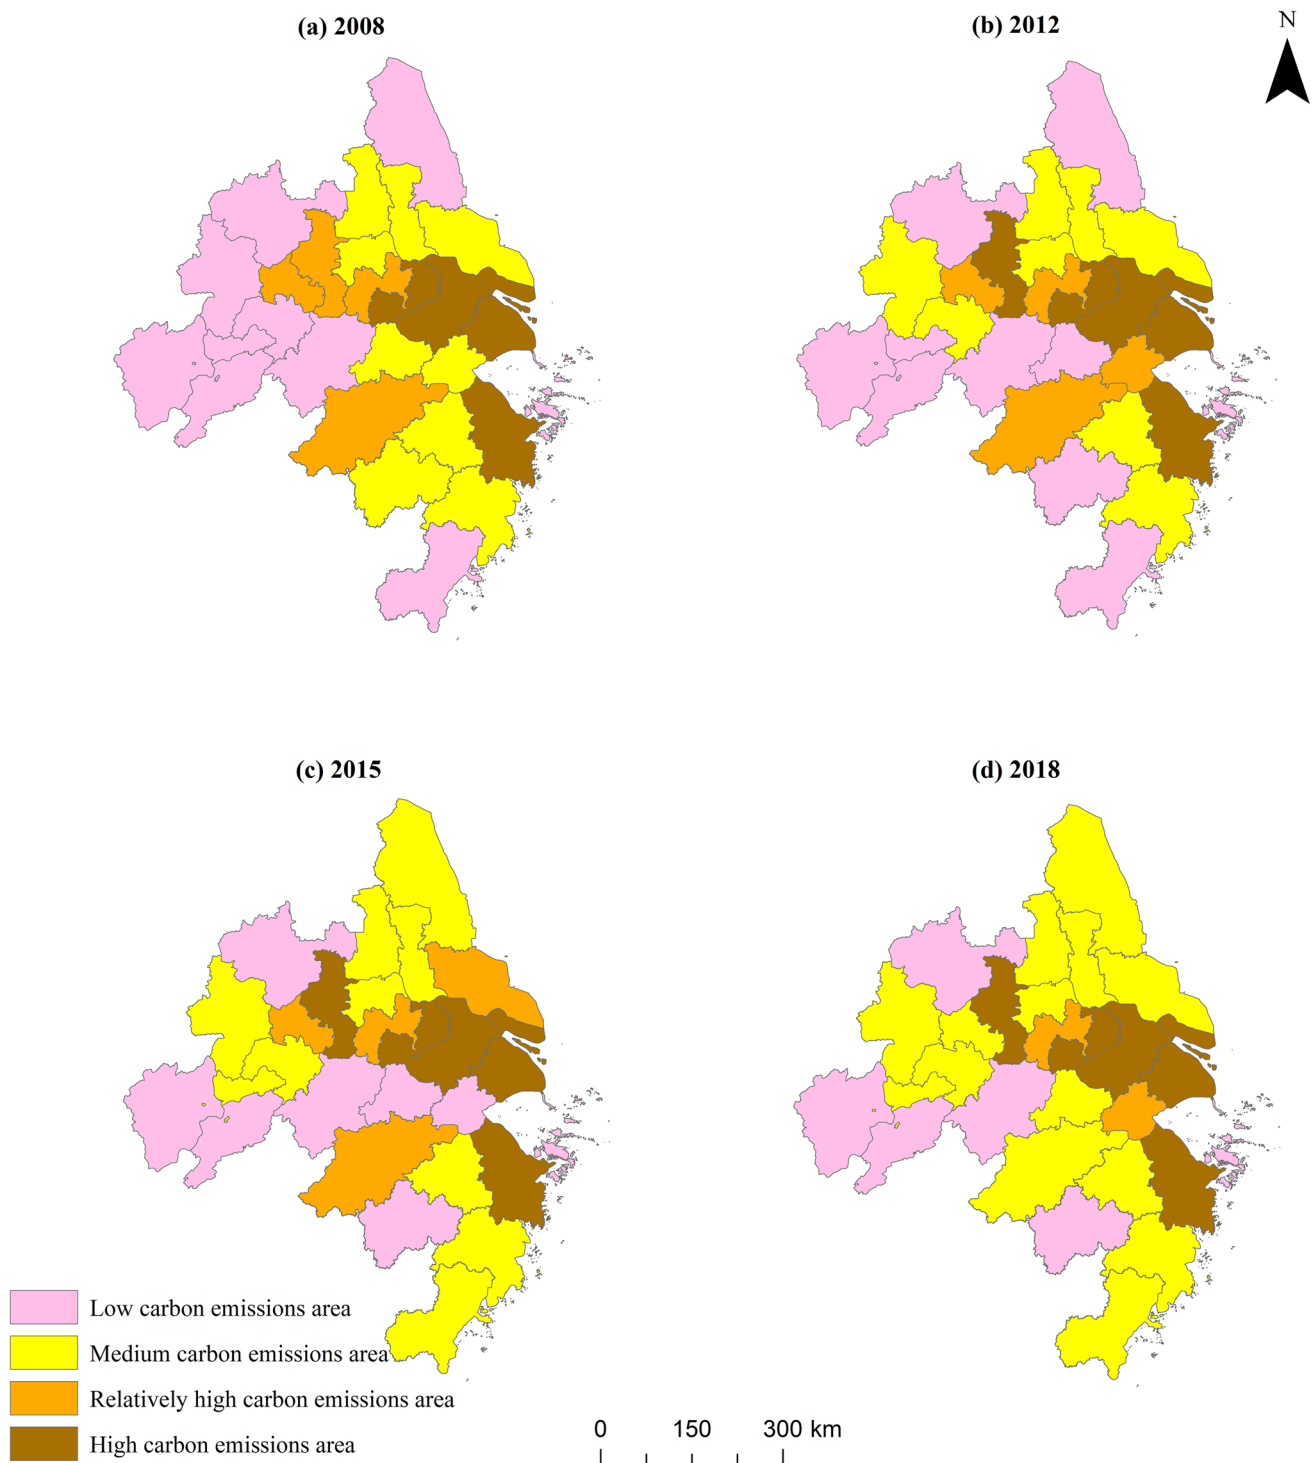 (a) 2008
(b) 2012
N
(c) 2015
(d) 2018
Low carbon emissions area
Medium carbon emissions area
Relatively high carbon emissions area
High carbon emissions area
0 150 300 km